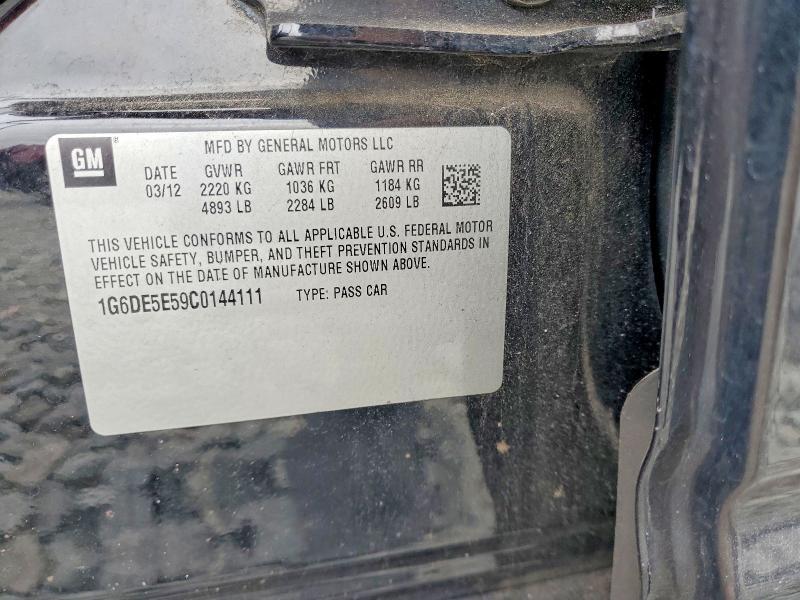 GM
MFD BY GENERAL MOTORS LLC
DATE GVWR GAWR FRT GAWR RR
03/12 2220 KG 1036 KG 1184 KG
4893 LB 2284 LB 2609 LB
THIS VEHICLE CONFORMS TO ALL APPLICABLE U.S. FEDERAL MOTOR
VEHICLE SAFETY, BUMPER, AND THEFT PREVENTION STANDARDS IN
EFFECT ON THE DATE OF MANUFACTURE SHOWN ABOVE.
1G6DE5E59C0144111 TYPE: PASS CAR